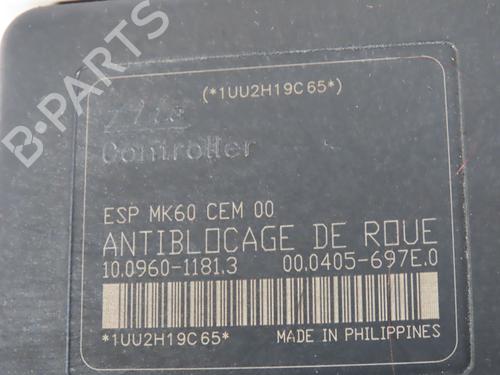 B-PARTS
(*1UU2H19C65*)
Controller
ESP MK60 CEM 00
ANTIBLOCAGE DE ROUE
10.0960-1181.3 00.0405-697E.0
*1UU2H19C65* MADE IN PHILIPPINES